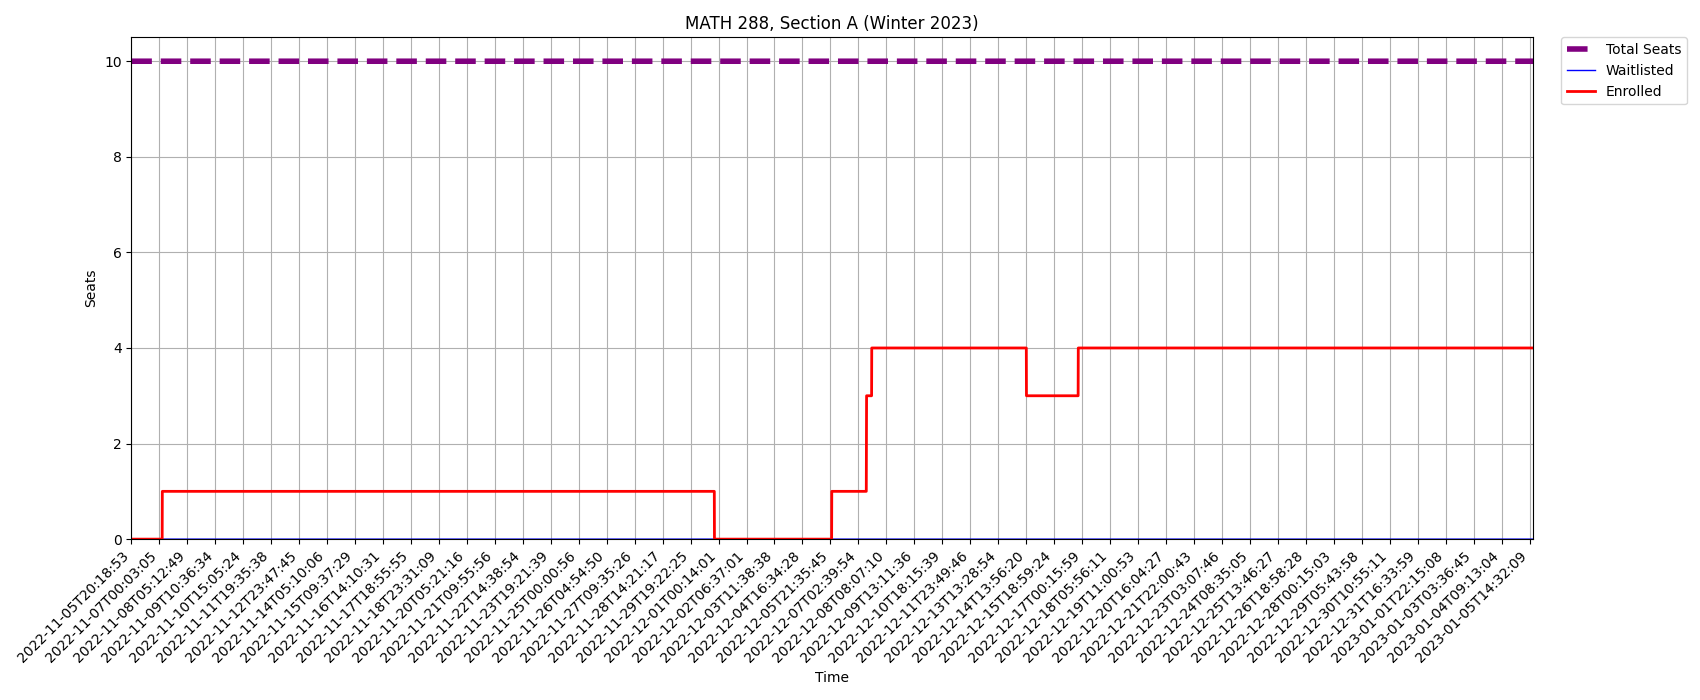 MATH 288, Section A (Winter 2023)
Total Seats
Waitlisted
Enrolled
10
8
6
4
2
0
Seats
2022-11-05T20:18:53
2022-11-07T00:03:05
2022-11-08T05:12:49
2022-11-09T10:36:34
2022-11-10T15:05:24
2022-11-11T19:35:38
2022-11-12T23:47:45
2022-11-14T05:10:06
2022-11-15T09:37:29
2022-11-16T14:10:31
2022-11-17T18:55:55
2022-11-18T23:31:09
2022-11-20T05:21:16
2022-11-21T09:55:56
2022-11-22T14:38:54
2022-11-23T19:21:39
2022-11-25T00:00:56
2022-11-26T04:54:50
2022-11-27T09:35:26
2022-11-28T14:21:17
2022-11-29T19:22:25
2022-12-01T00:14:01
2022-12-02T06:37:01
2022-12-03T11:38:38
2022-12-04T16:34:28
2022-12-05T21:35:45
2022-12-07T02:39:54
2022-12-08T08:07:10
2022-12-09T13:11:36
2022-12-10T18:15:39
2022-12-11T23:49:46
2022-12-13T13:28:54
2022-12-14T13:56:20
2022-12-15T18:59:24
2022-12-17T00:15:59
2022-12-18T05:56:11
2022-12-19T11:00:53
2022-12-20T16:04:27
2022-12-21T22:00:43
2022-12-23T03:07:46
2022-12-24T08:35:05
2022-12-25T13:46:27
2022-12-26T18:58:28
2022-12-28T00:15:03
2022-12-29T05:43:58
2022-12-30T10:55:11
2022-12-31T16:33:59
2023-01-01T22:15:08
2023-01-03T03:36:45
2023-01-04T09:13:04
2023-01-05T14:32:09
Time